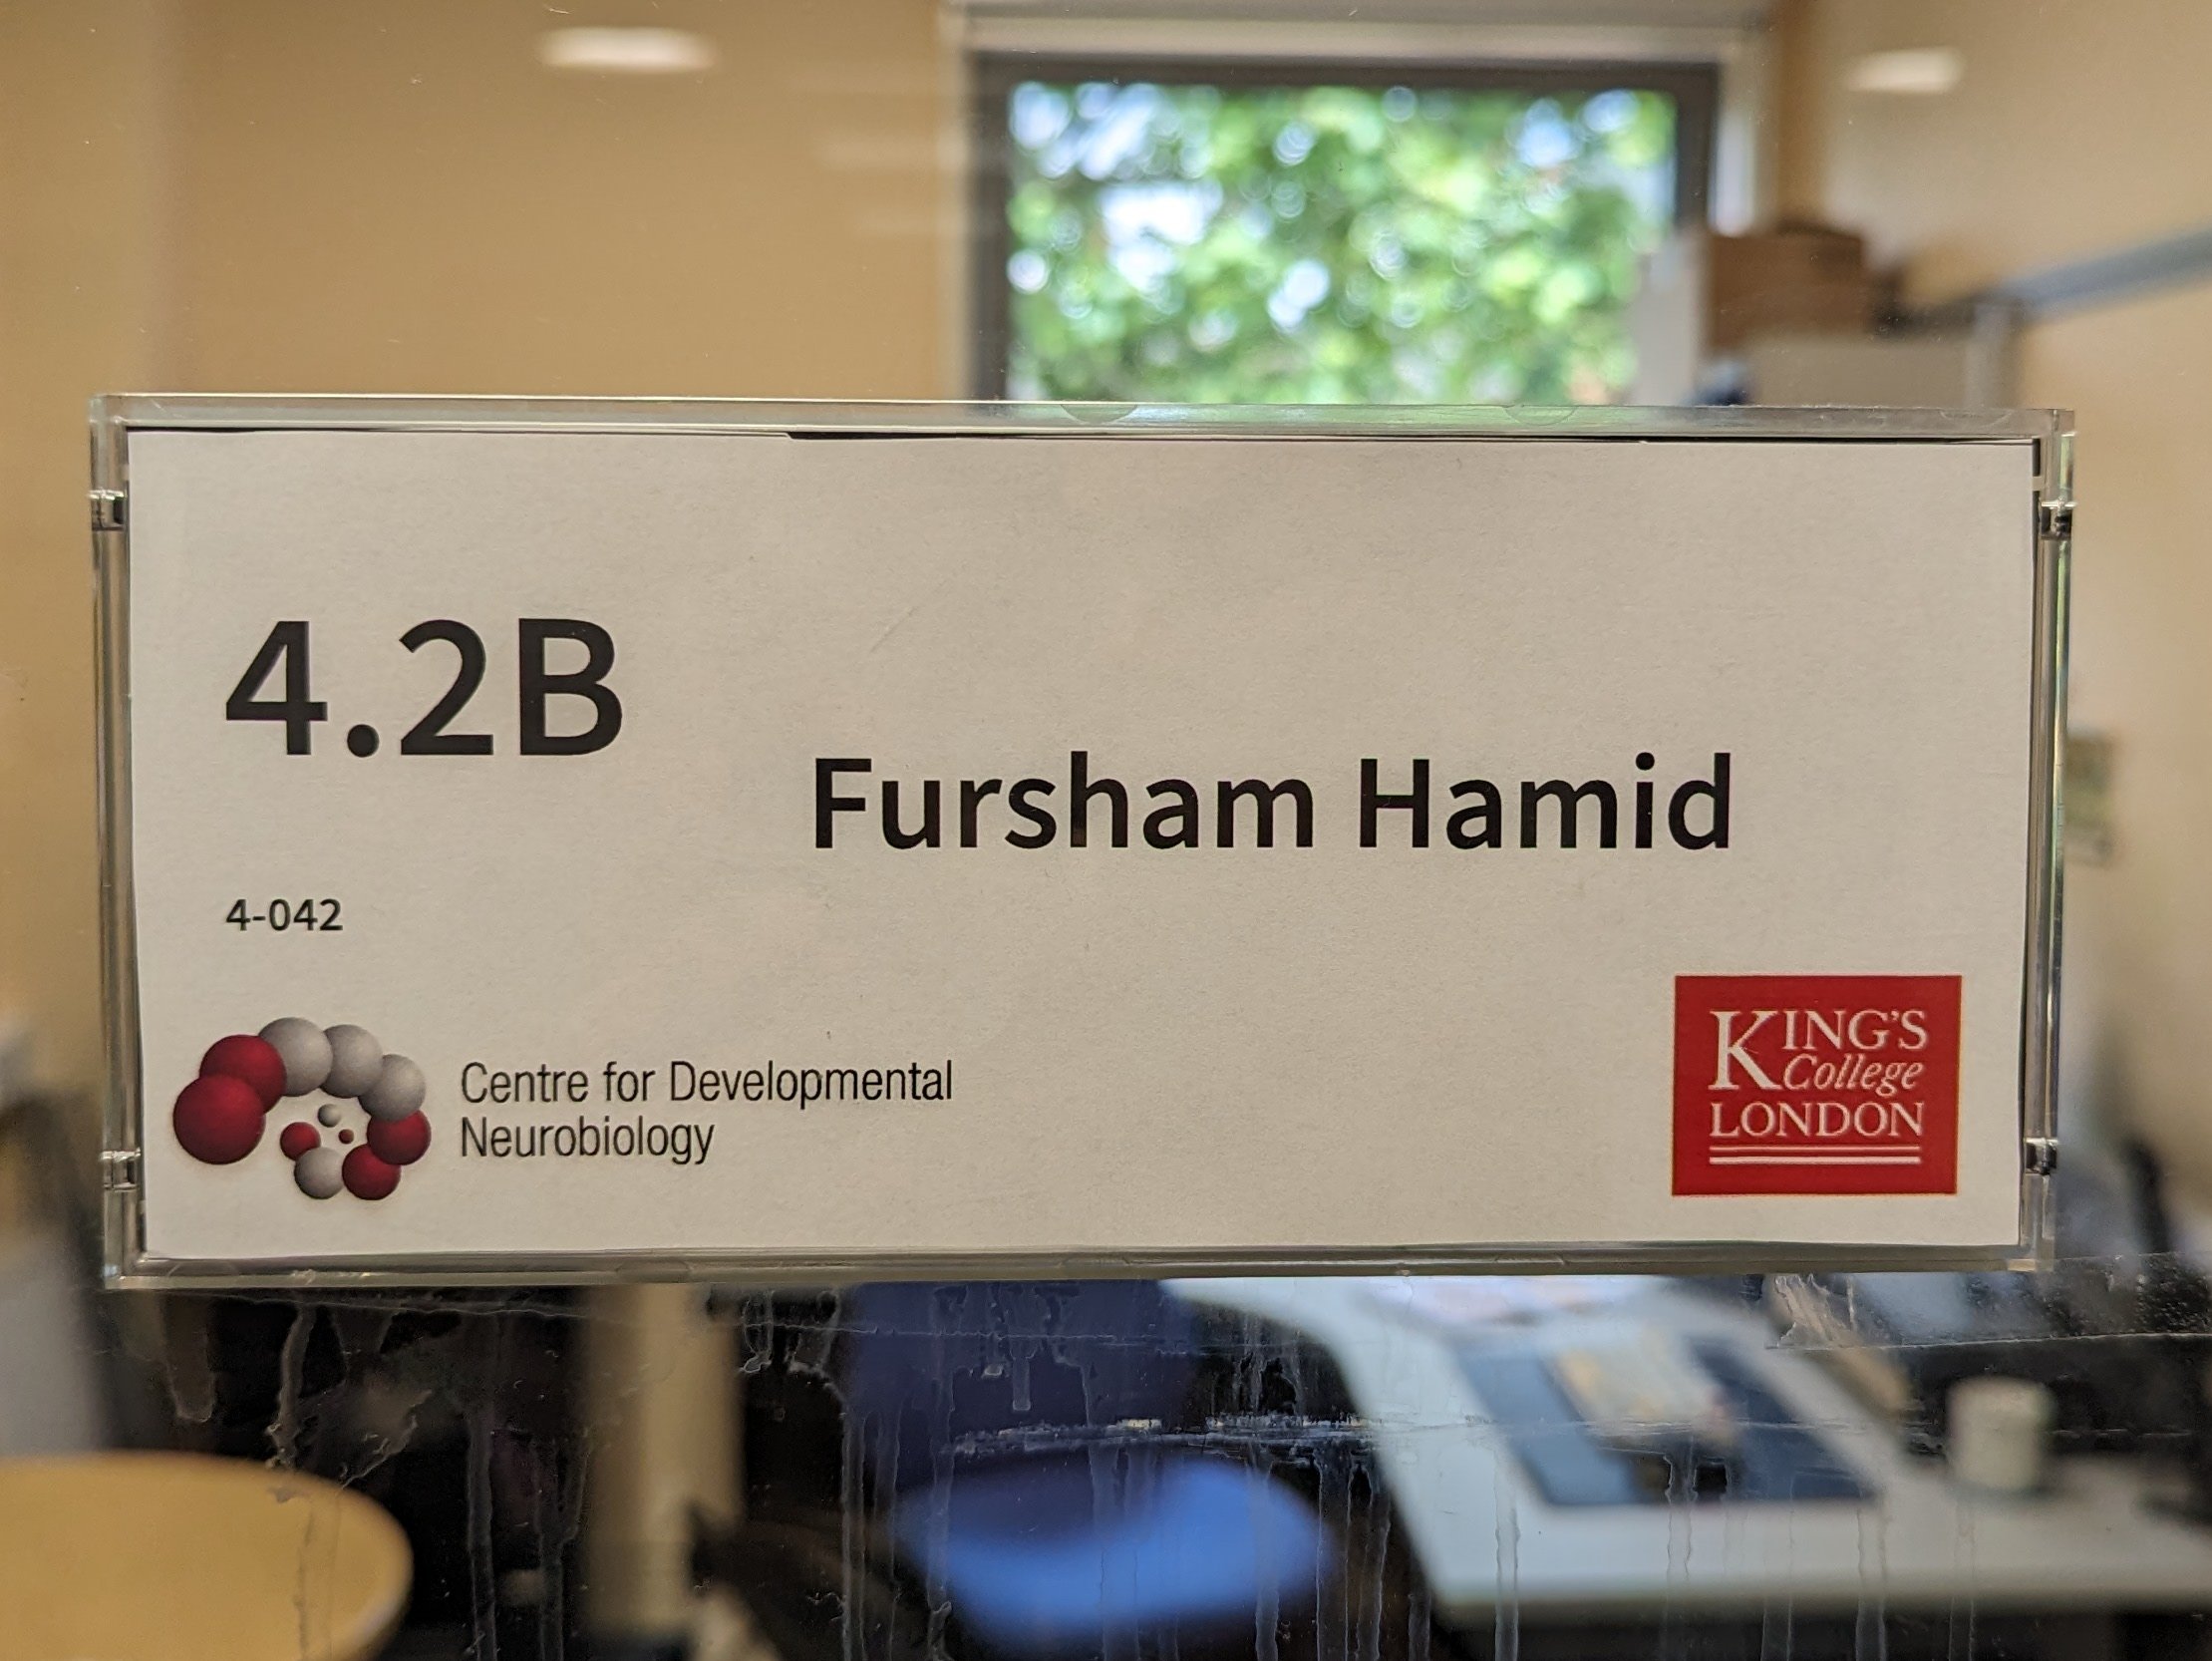 4.2B
Fursham Hamid
4-042
Centre for Developmental
Neurobiology
KING'S
College
LONDON